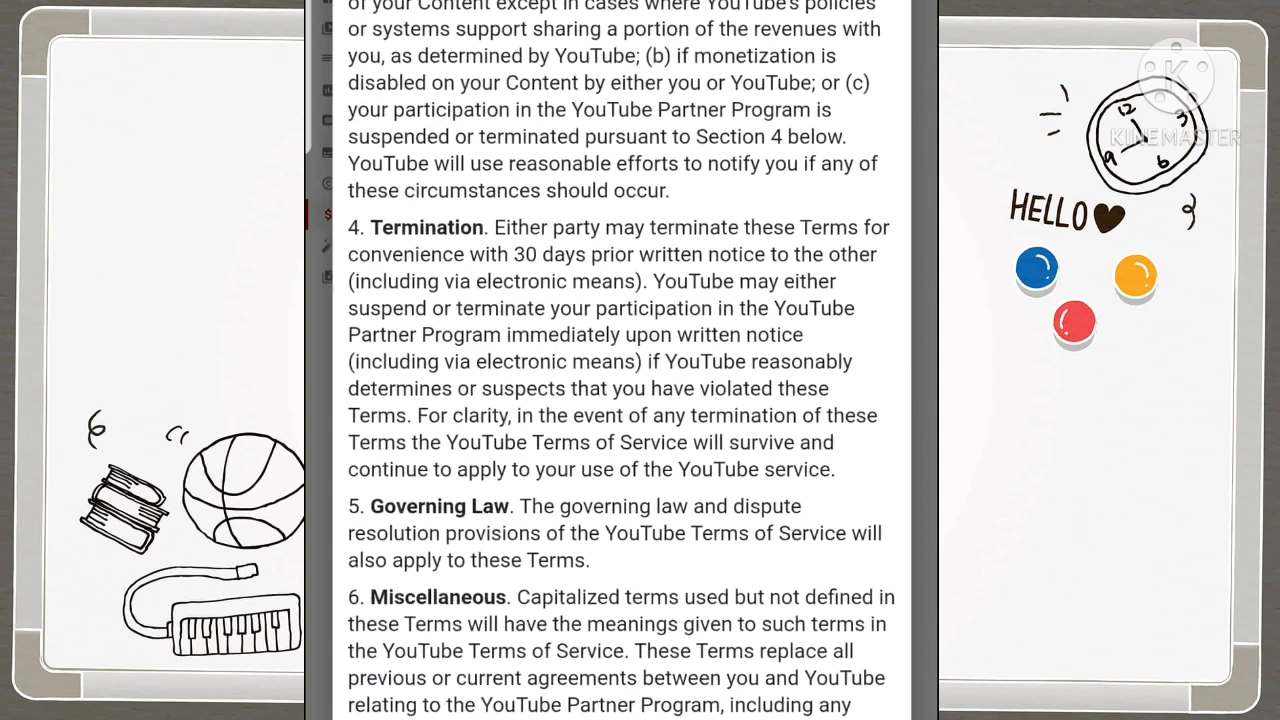 of your Content except in cases where YouTube's policies
or systems support sharing a portion of the revenues with
you, as determined by YouTube; (b) if monetization is
disabled on your Content by either you or YouTube; or (c)
your participation in the YouTube Partner Program is
suspended or terminated pursuant to Section 4 below.
YouTube will use reasonable efforts to notify you if any of
these circumstances should occur.
4. Termination. Either party may terminate these Terms for
convenience with 30 days prior written notice to the other
(including via electronic means). YouTube may either
suspend or terminate your participation in the YouTube
Partner Program immediately upon written notice
(including via electronic means) if YouTube reasonably
determines or suspects that you have violated these
Terms. For clarity, in the event of any termination of these
Terms the YouTube Terms of Service will survive and
continue to apply to your use of the YouTube service.
5. Governing Law. The governing law and dispute
resolution provisions of the YouTube Terms of Service will
also apply to these Terms.
6. Miscellaneous. Capitalized terms used but not defined in
these Terms will have the meanings given to such terms in
the YouTube Terms of Service. These Terms replace all
previous or current agreements between you and YouTube
relating to the YouTube Partner Program, including any
K
KINEMASTER
12
3
9
6
HELLO
$